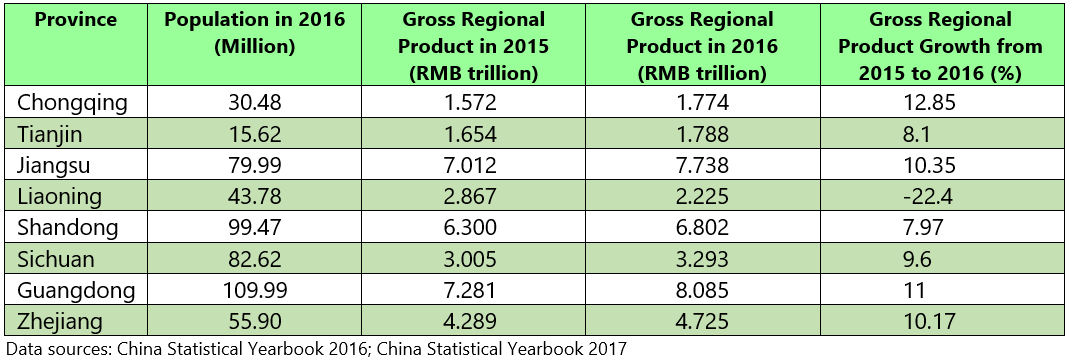 Province Population in 2016 Gross Regional Gross Regional Gross Regional
(Million) Product in 2015 Product in 2016 Product Growth from
(RMB trillion) (RMB trillion) 2015 to 2016 (%)
Chongqing 30.48 1.572 1.774 12.85
Tianjin 15.62 1.654 1.788 8.1
Jiangsu 79.99 7.012 7.738 10.35
Liaoning 43.78 2.867 2.225 -22.4
Shandong 99.47 6.300 6.802 7.97
Sichuan 82.62 3.005 3.293 9.6
Guangdong 109.99 7.281 8.085 11
Zhejiang 55.90 4.289 4.725 10.17
Data sources: China Statistical Yearbook 2016; China Statistical Yearbook 2017